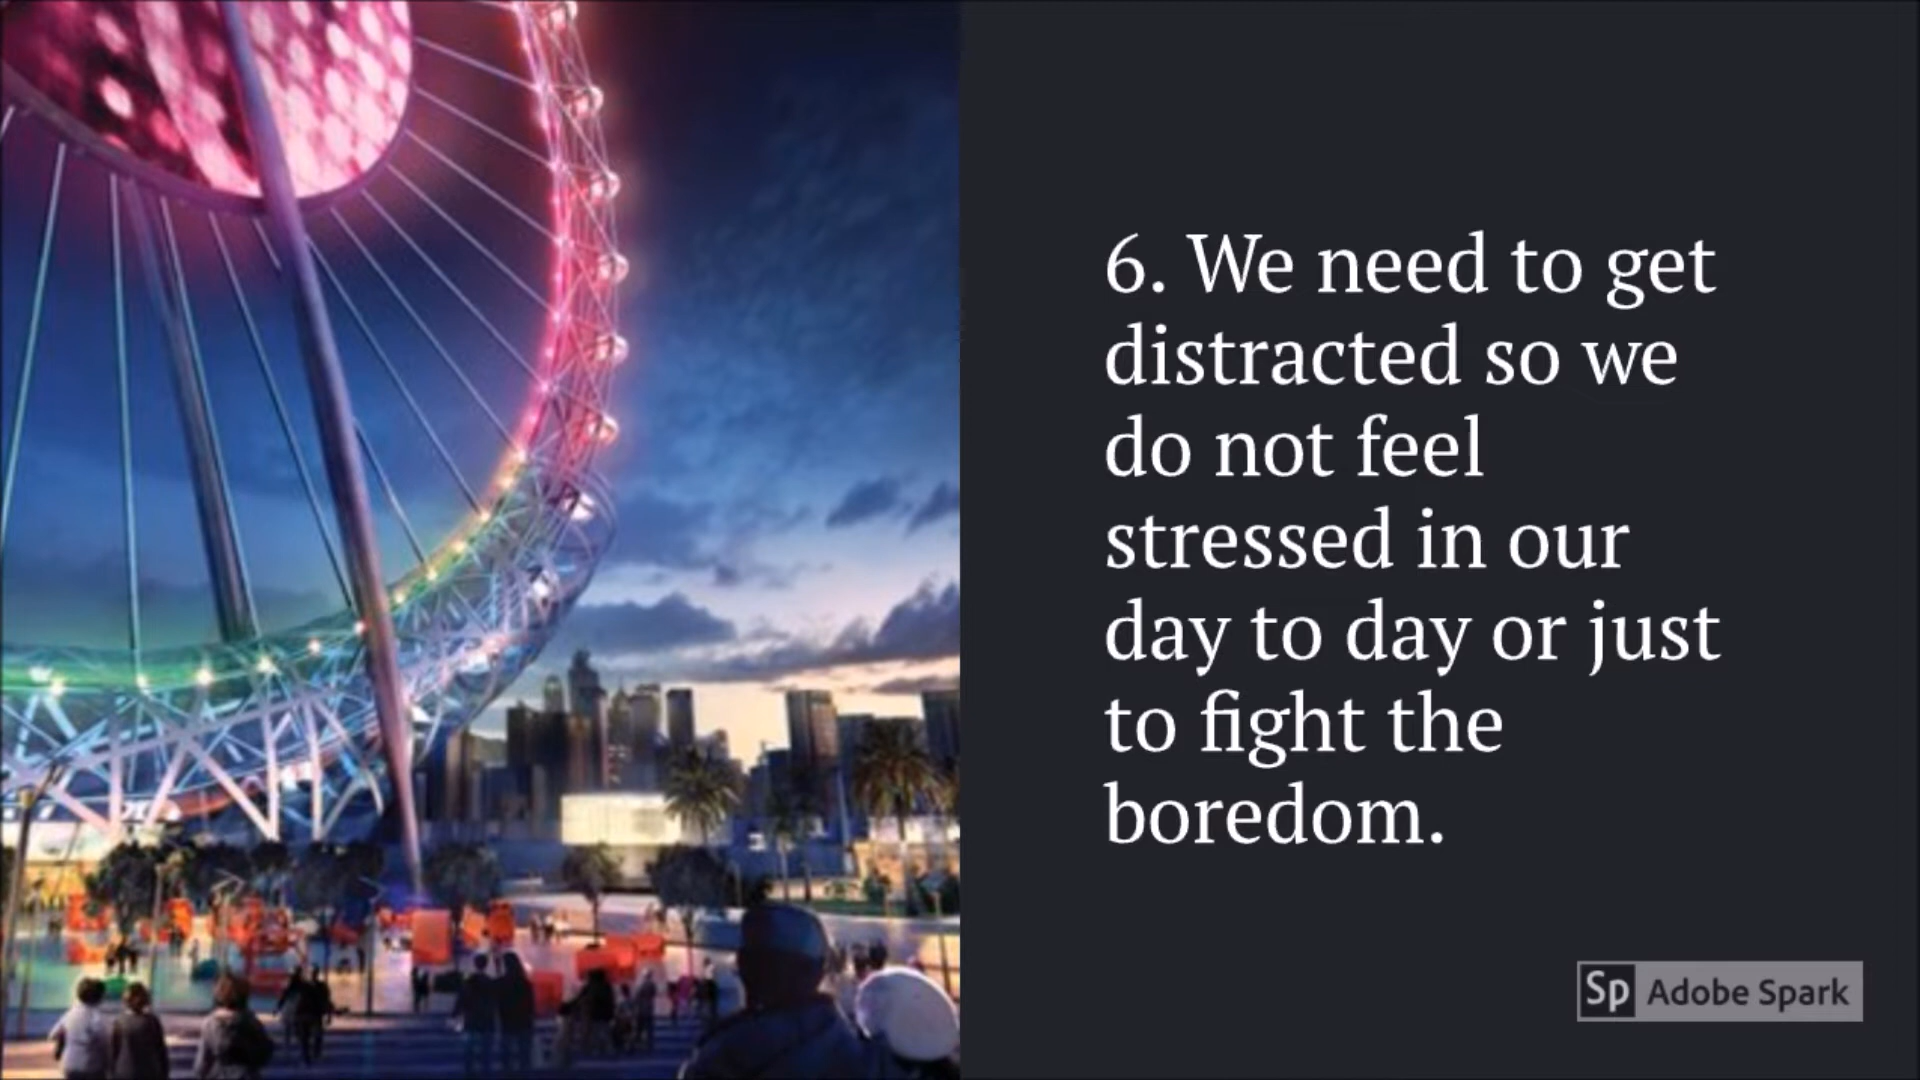 6. We need to get
distracted so we
do not feel
stressed in our
day to day or just
to fight the
boredom.
Sp Adobe Spark